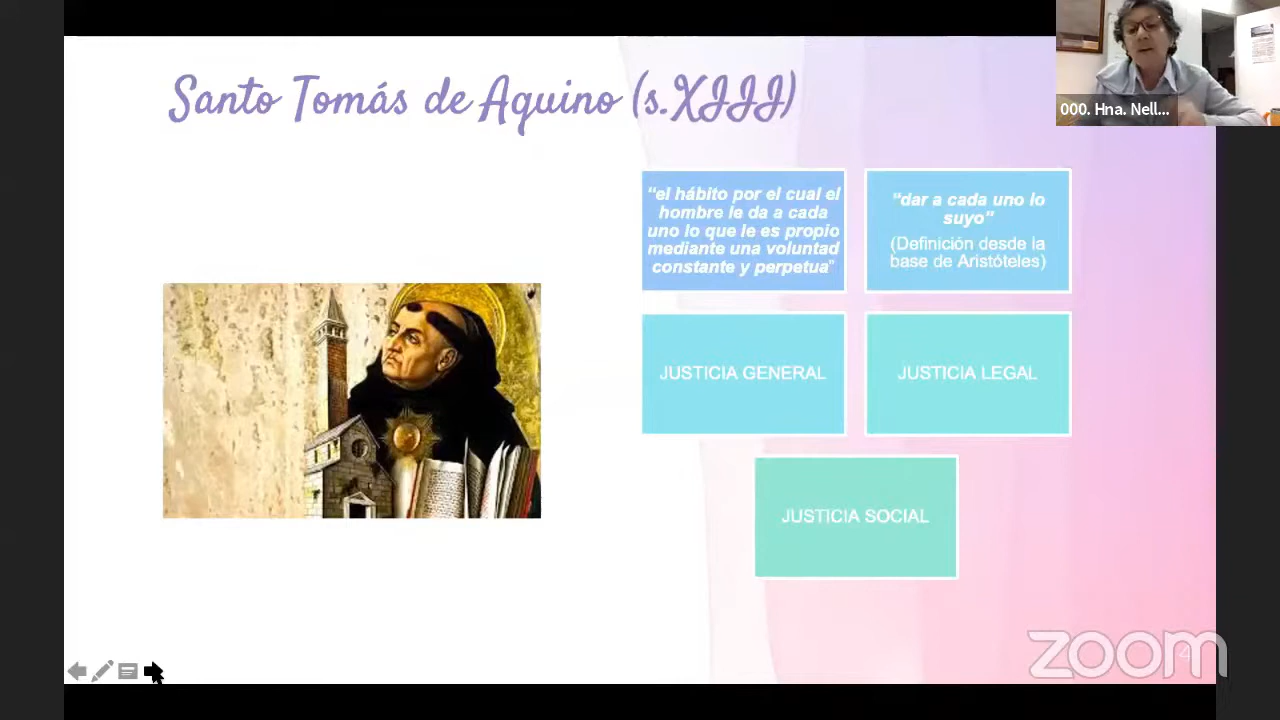 Santo Tomás de Aquino (s.XIII)
000. Hna. Nell...
“el hábito por el cual el
hombre le da a cada
uno lo que le es propio
mediante una voluntad
constante y perpetua”
"dar a cada uno lo
suyo"
(Definición desde la
base de Aristóteles)
JUSTICIA GENERAL
JUSTICIA LEGAL
JUSTICIA SOCIAL
zoom
4